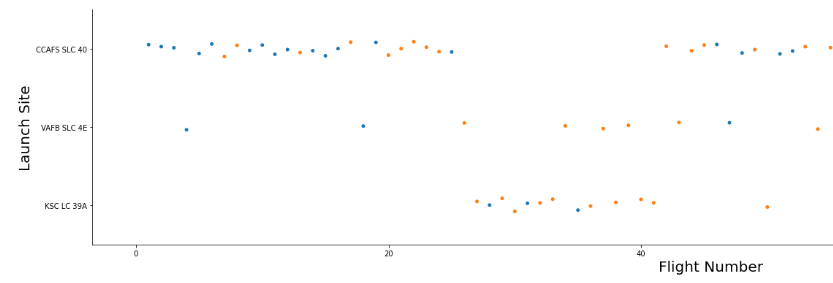 Launch Site
CCAFS SLC 40
VAFB SLC 4E
KSC LC 39A
0
20
40
Flight Number